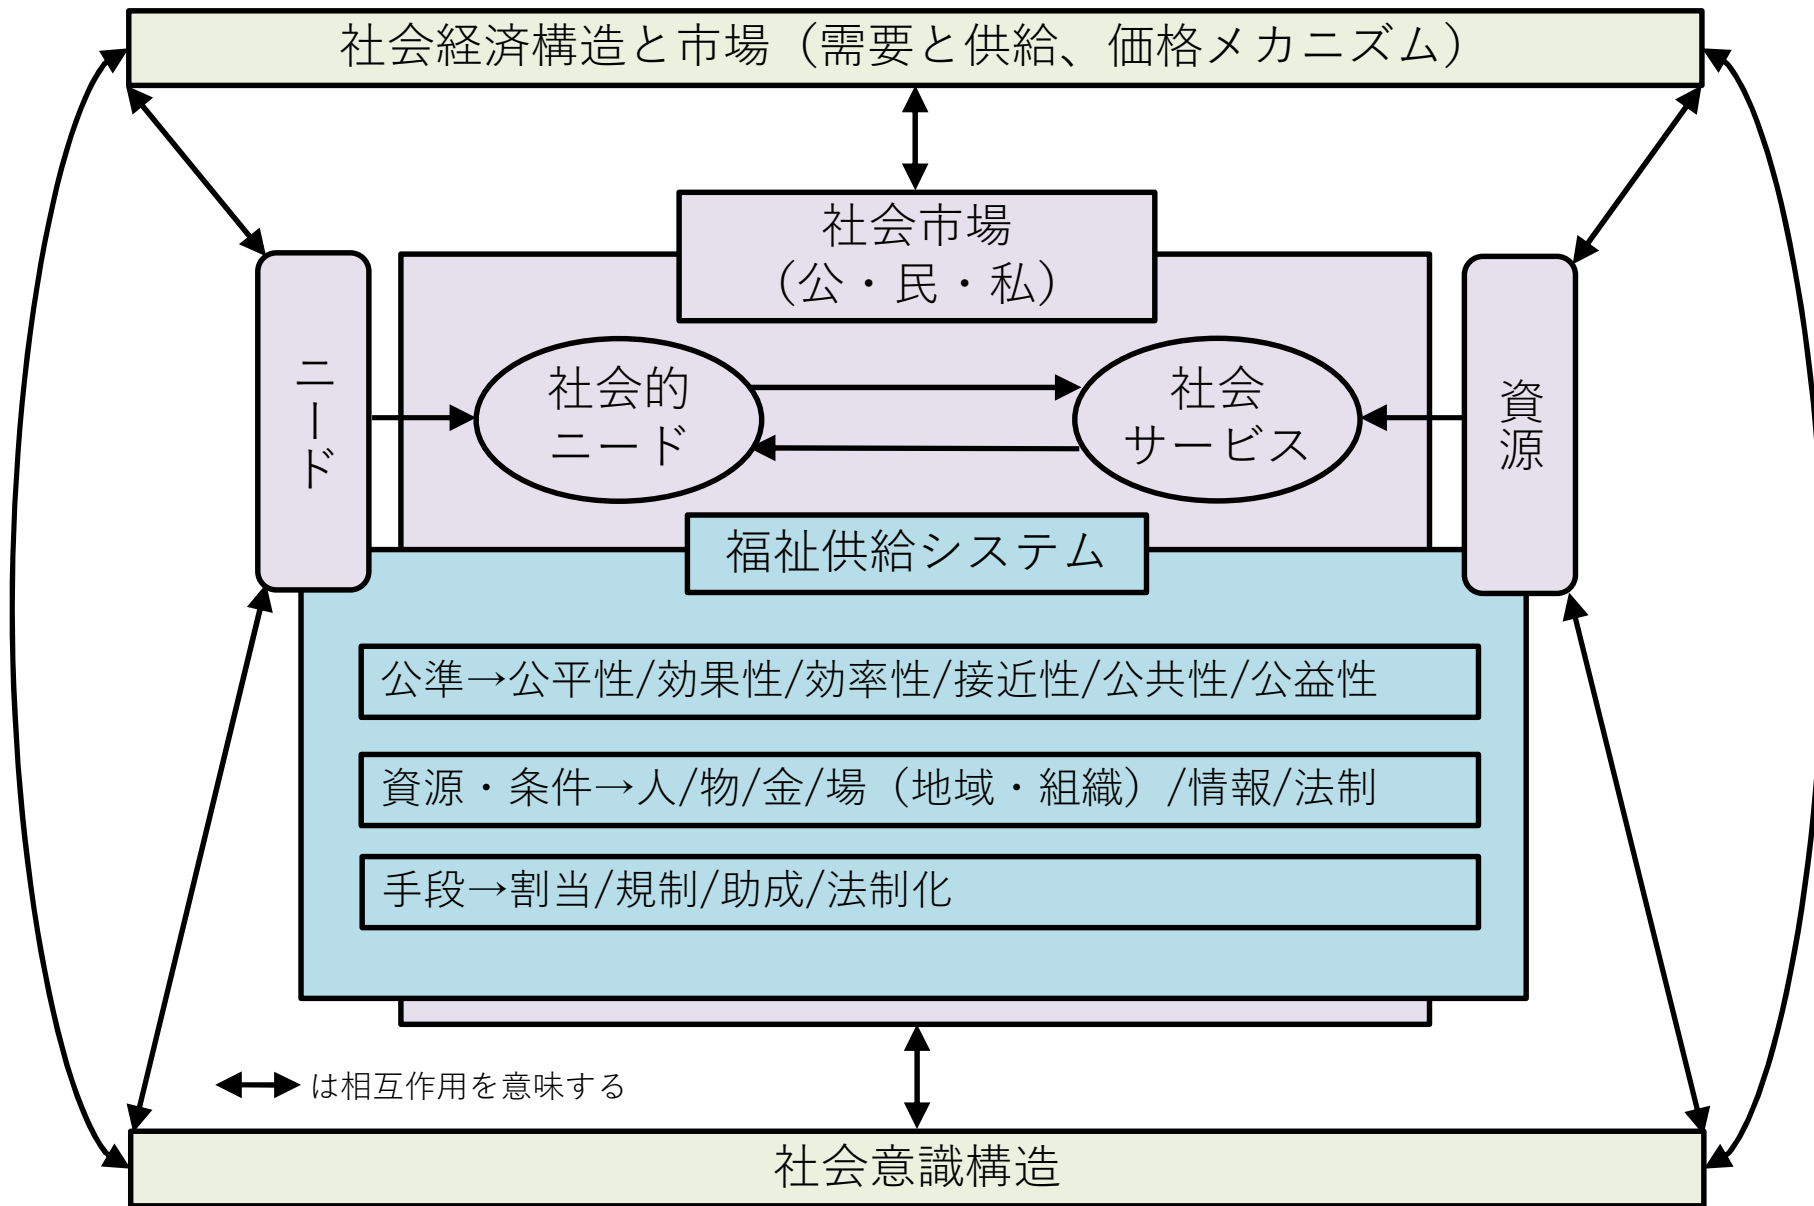 社会経済構造と市場（需要と供給、価格メカニズム）
社会市場
（公・民・私）
ニード
社会的
ニード
社会
サービス
資源
福祉供給システム
公準→公平性/効果性/効率性/接近性/公共性/公益性
資源・条件→人/物/金/場（地域・組織）/情報/法制
手段→割当/規制/助成/法制化
は相互作用を意味する
社会意識構造